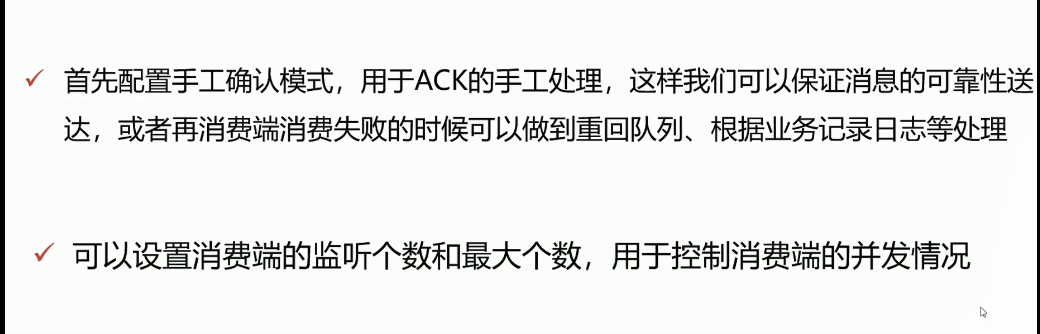 首先配置手工确认模式，用于ACK的手工处理，这样我们可以保证消息的可靠性送
达，或者再消费端消费失败的时候可以做到重回队列、根据业务记录日志等处理
可以设置消费端的监听个数和最大个数，用于控制消费端的并发情况